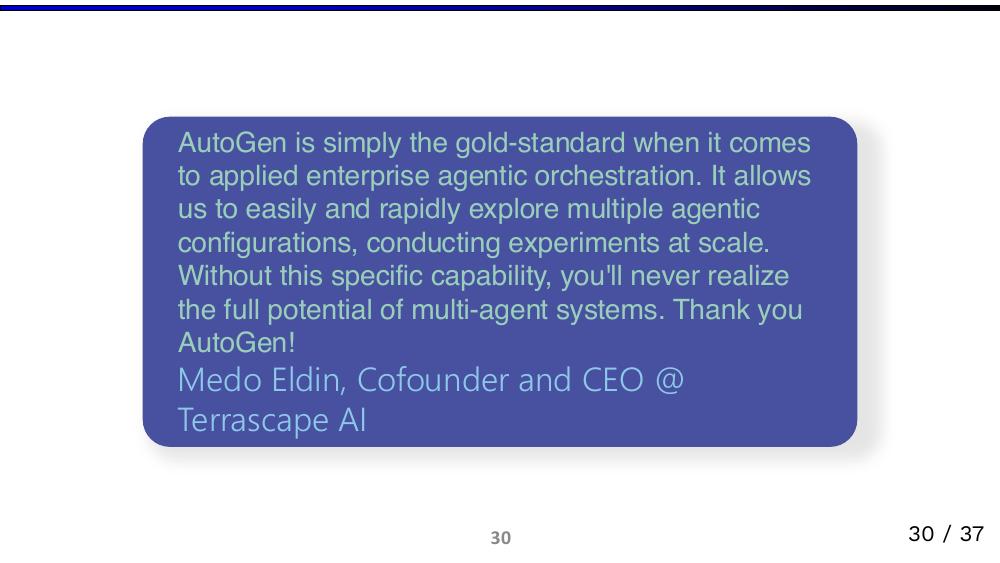 AutoGen is simply the gold-standard when it comes
to applied enterprise agentic orchestration. It allows
us to easily and rapidly explore multiple agentic
configurations, conducting experiments at scale.
Without this specific capability, you'll never realize
the full potential of multi-agent systems. Thank you
AutoGen!
Medo Eldin, Cofounder and CEO @
Terrascape AI
30
30 / 37